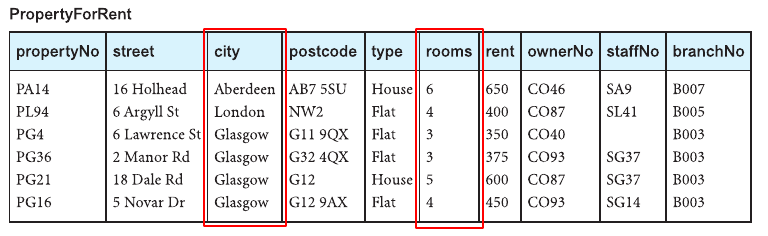 PropertyForRent
propertyNo street city postcode type rooms rent ownerNo staffNo branchNo
PA14 16 Holhead Aberdeen AB7 5SU House 6 650 CO46 SA9 B007
PL94 6 Argyll St London NW2 Flat 4 400 CO87 SL41 B005
PG4 6 Lawrence St Glasgow G11 9QX Flat 3 350 CO40 B003
PG36 2 Manor Rd Glasgow G32 4QX Flat 3 375 CO93 SG37 B003
PG21 18 Dale Rd Glasgow G12 House 5 600 CO87 SG37 B003
PG16 5 Novar Dr Glasgow G12 9AX Flat 4 450 CO93 SG14 B003